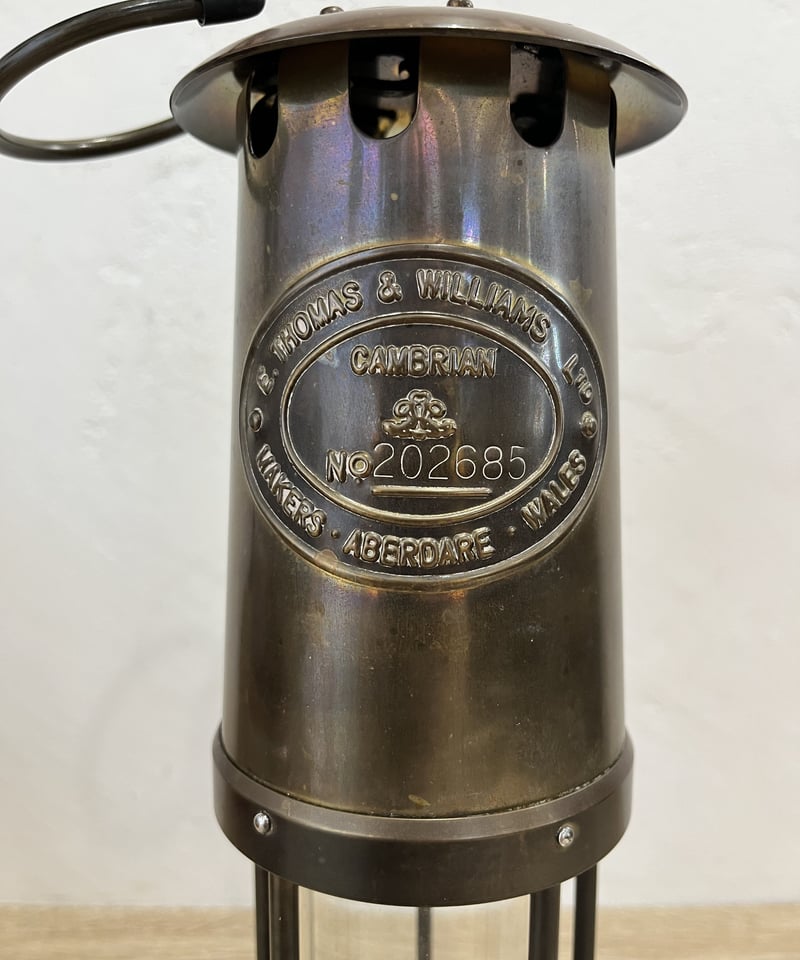 E. THOMAS & WILLIAMS LTD
CAMBRIAN
NO 202685
MAKERS · ABERDARE · WALES